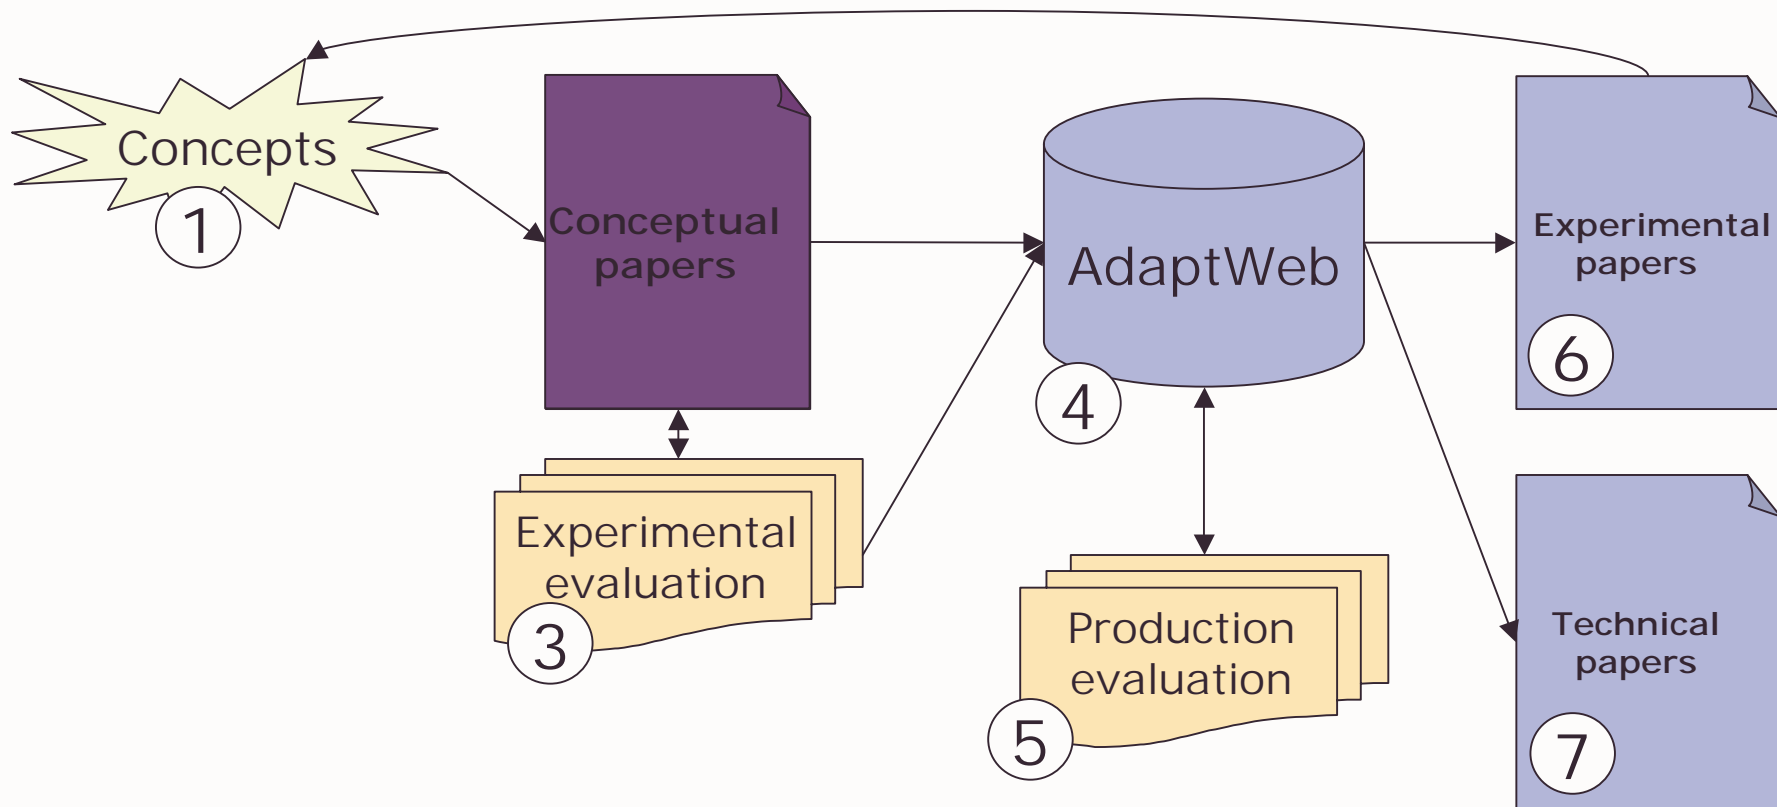 Concepts
1
Conceptual
papers
Experimental
evaluation
3
AdaptWeb
4
Production
evaluation
5
Experimental
papers
6
Technical
papers
7